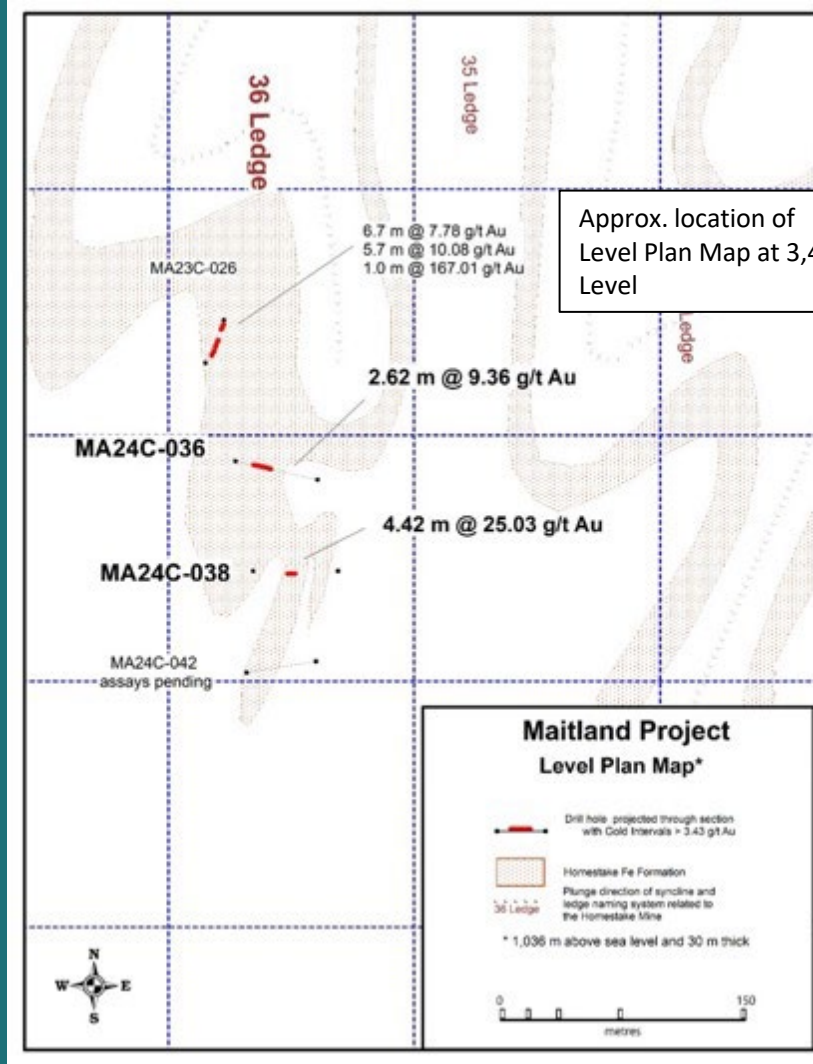 36 Ledge
35 Ledge
6.7 m @ 7.78 g/t Au
5.7 m @ 10.08 g/t Au
1.0 m @ 167.01 g/t Au
MA23C-026
Approx. location of
Level Plan Map at 3,4
Level
Ledge
2.62 m @ 9.36 g/t Au
MA24C-036
4.42 m @ 25.03 g/t Au
MA24C-038
MA24C-042
assays pending
Maitland Project
Level Plan Map*
Drill hole projected through section
with Gold Intervals > 3.43 g/t Au
Homestake Fe Formation
Plunge direction of syncline and
ledge naming system related to
the Homestake Mine
36 Ledge
* 1,036 m above sea level and 30 m thick
N
W E
S
0 150
metres